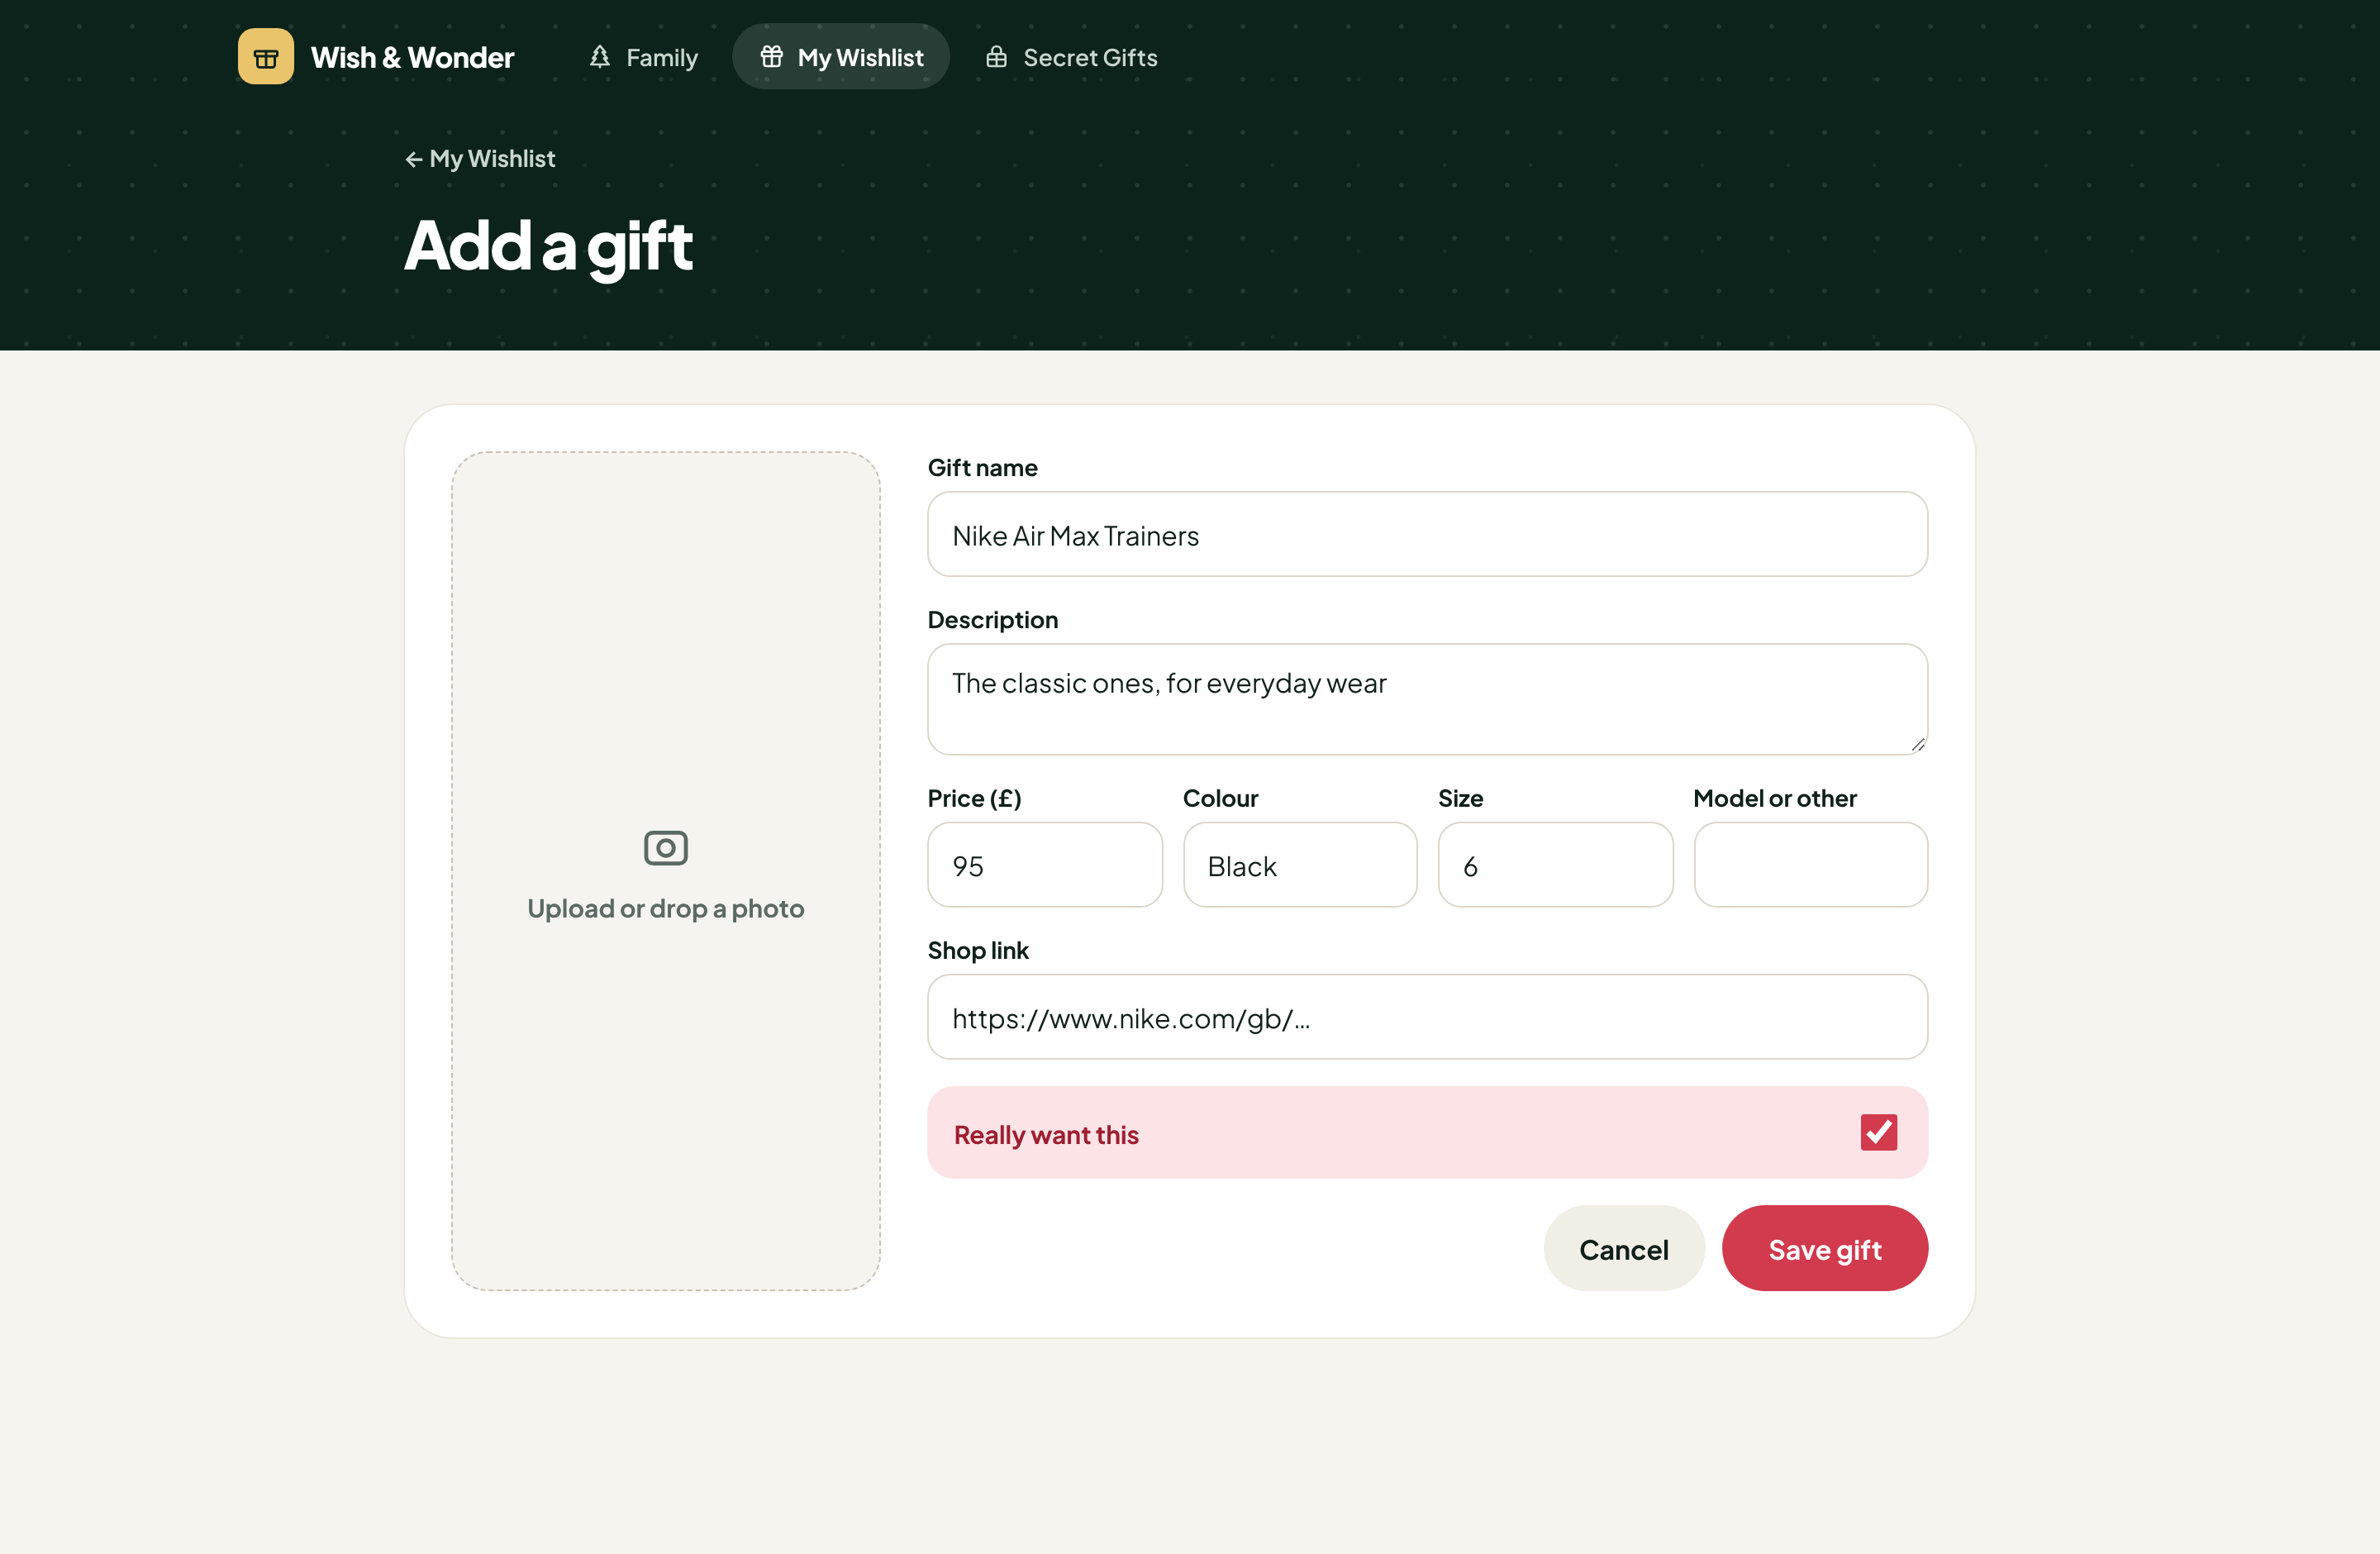 Wish & Wonder
Family
My Wishlist
Secret Gifts
← My Wishlist
Add a gift
Upload or drop a photo
Gift name
Nike Air Max Trainers
Description
The classic ones, for everyday wear
Price (£) Colour Size Model or other
95 Black 6
Shop link
https://www.nike.com/gb/...
Really want this
Cancel Save gift